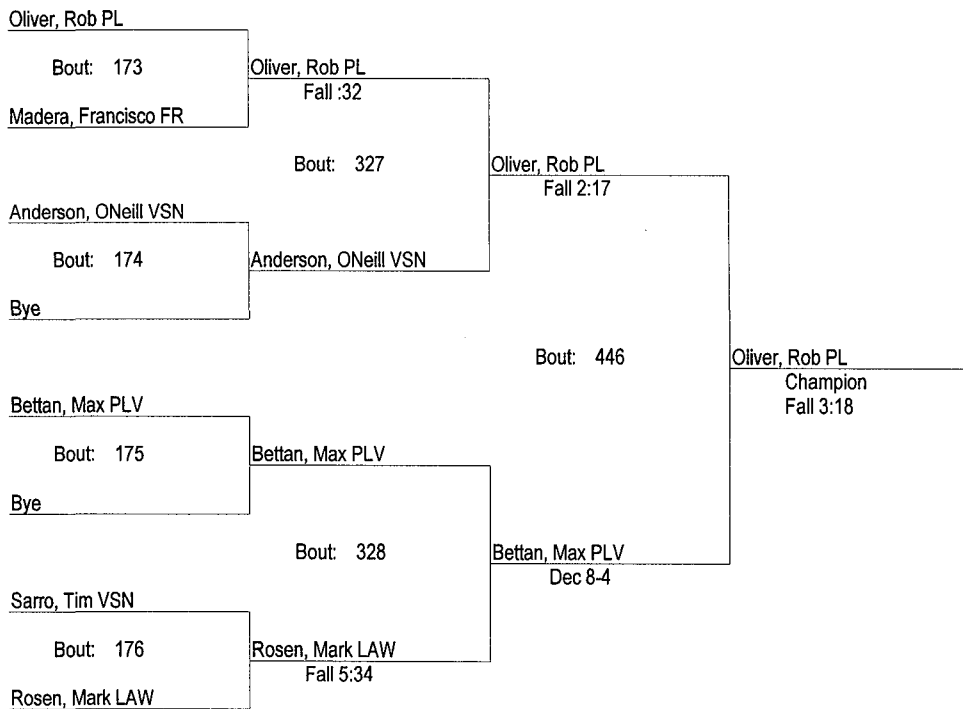 Oliver, Rob PL
Bout: 173
Oliver, Rob PL
Fall :32
Madera, Francisco FR
Bout: 327
Oliver, Rob PL
Fall 2:17
Anderson, ONeill VSN
Bout: 174
Anderson, ONeill VSN
Bye
Bout: 446
Oliver, Rob PL
Champion
Fall 3:18
Bettan, Max PLV
Bout: 175
Bettan, Max PLV
Bye
Bout: 328
Bettan, Max PLV
Dec 8-4
Sarro, Tim VSN
Bout: 176
Rosen, Mark LAW
Fall 5:34
Rosen, Mark LAW